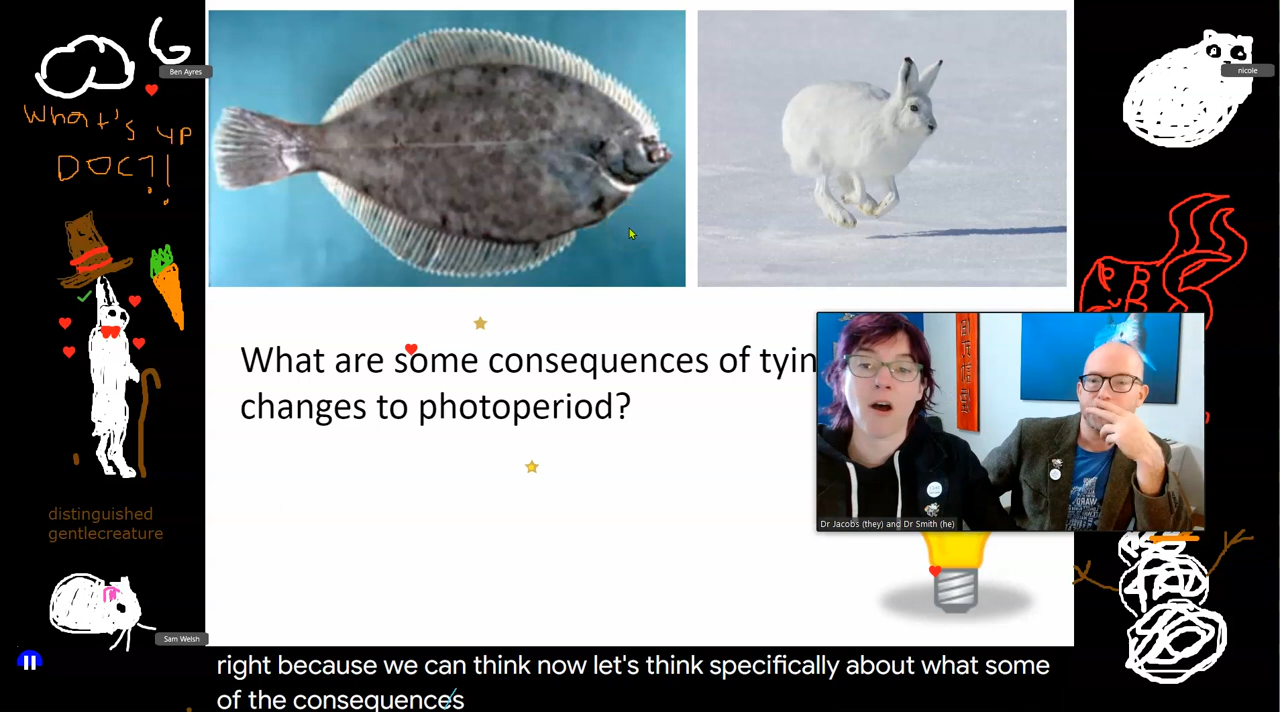 Ben Ayres
nicole
What's up
DOC?!
What are some consequences of tyin
changes to photoperiod?
Dr Jacobs (they) and Dr Smith (he)
distinguished
gentlecreature
Sam Welsh
right because we can think now let's think specifically about what some
of the consequences